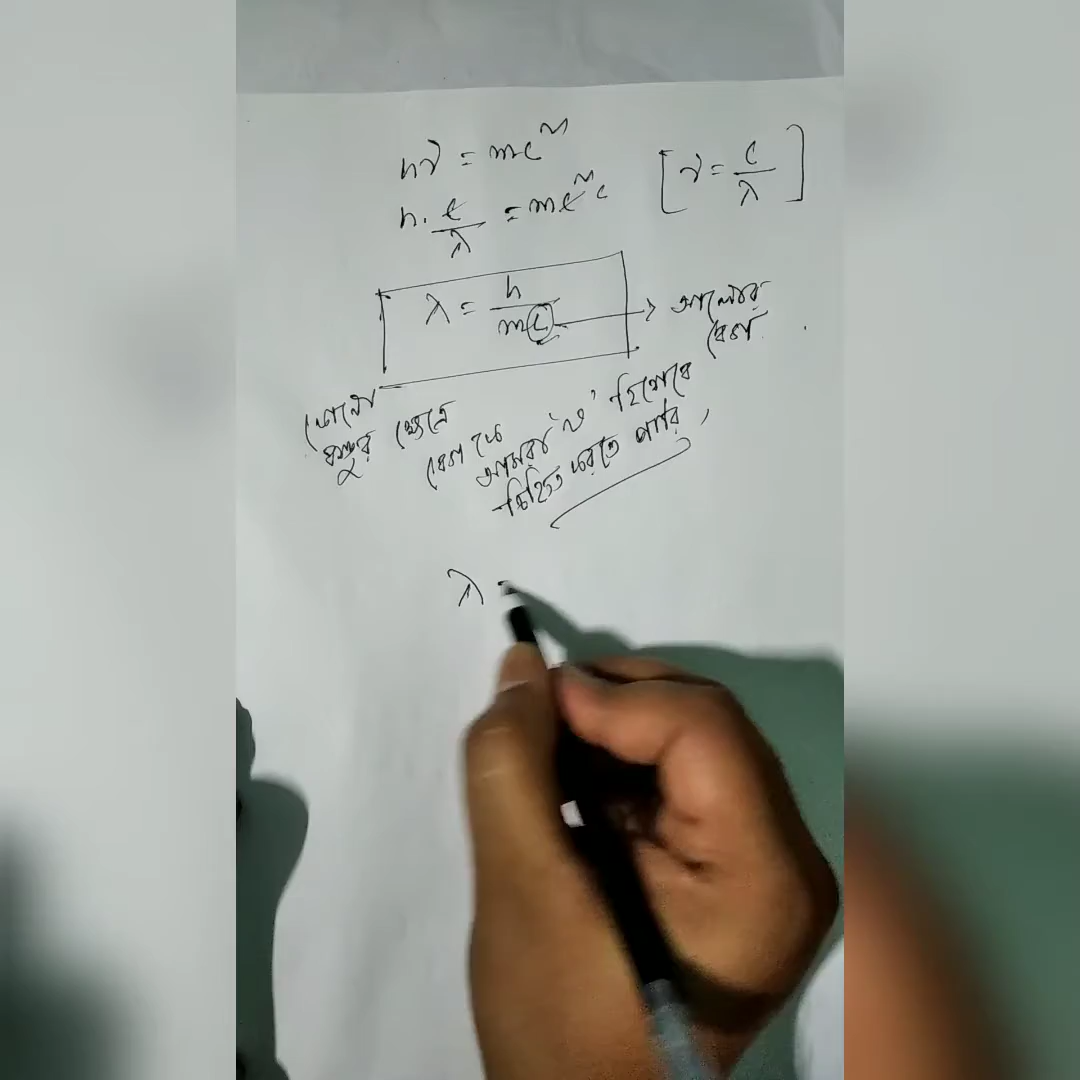 hν = mc²
[ν = c/λ]
h. c/λ = mc² c
λ = h/mc → আলোর
বেগ
কোনো
বস্তুর ক্ষেত্রে
বেগ কে
আমরা 'v' হিসেবে
চিহ্নিত করতে পারি,
λ =